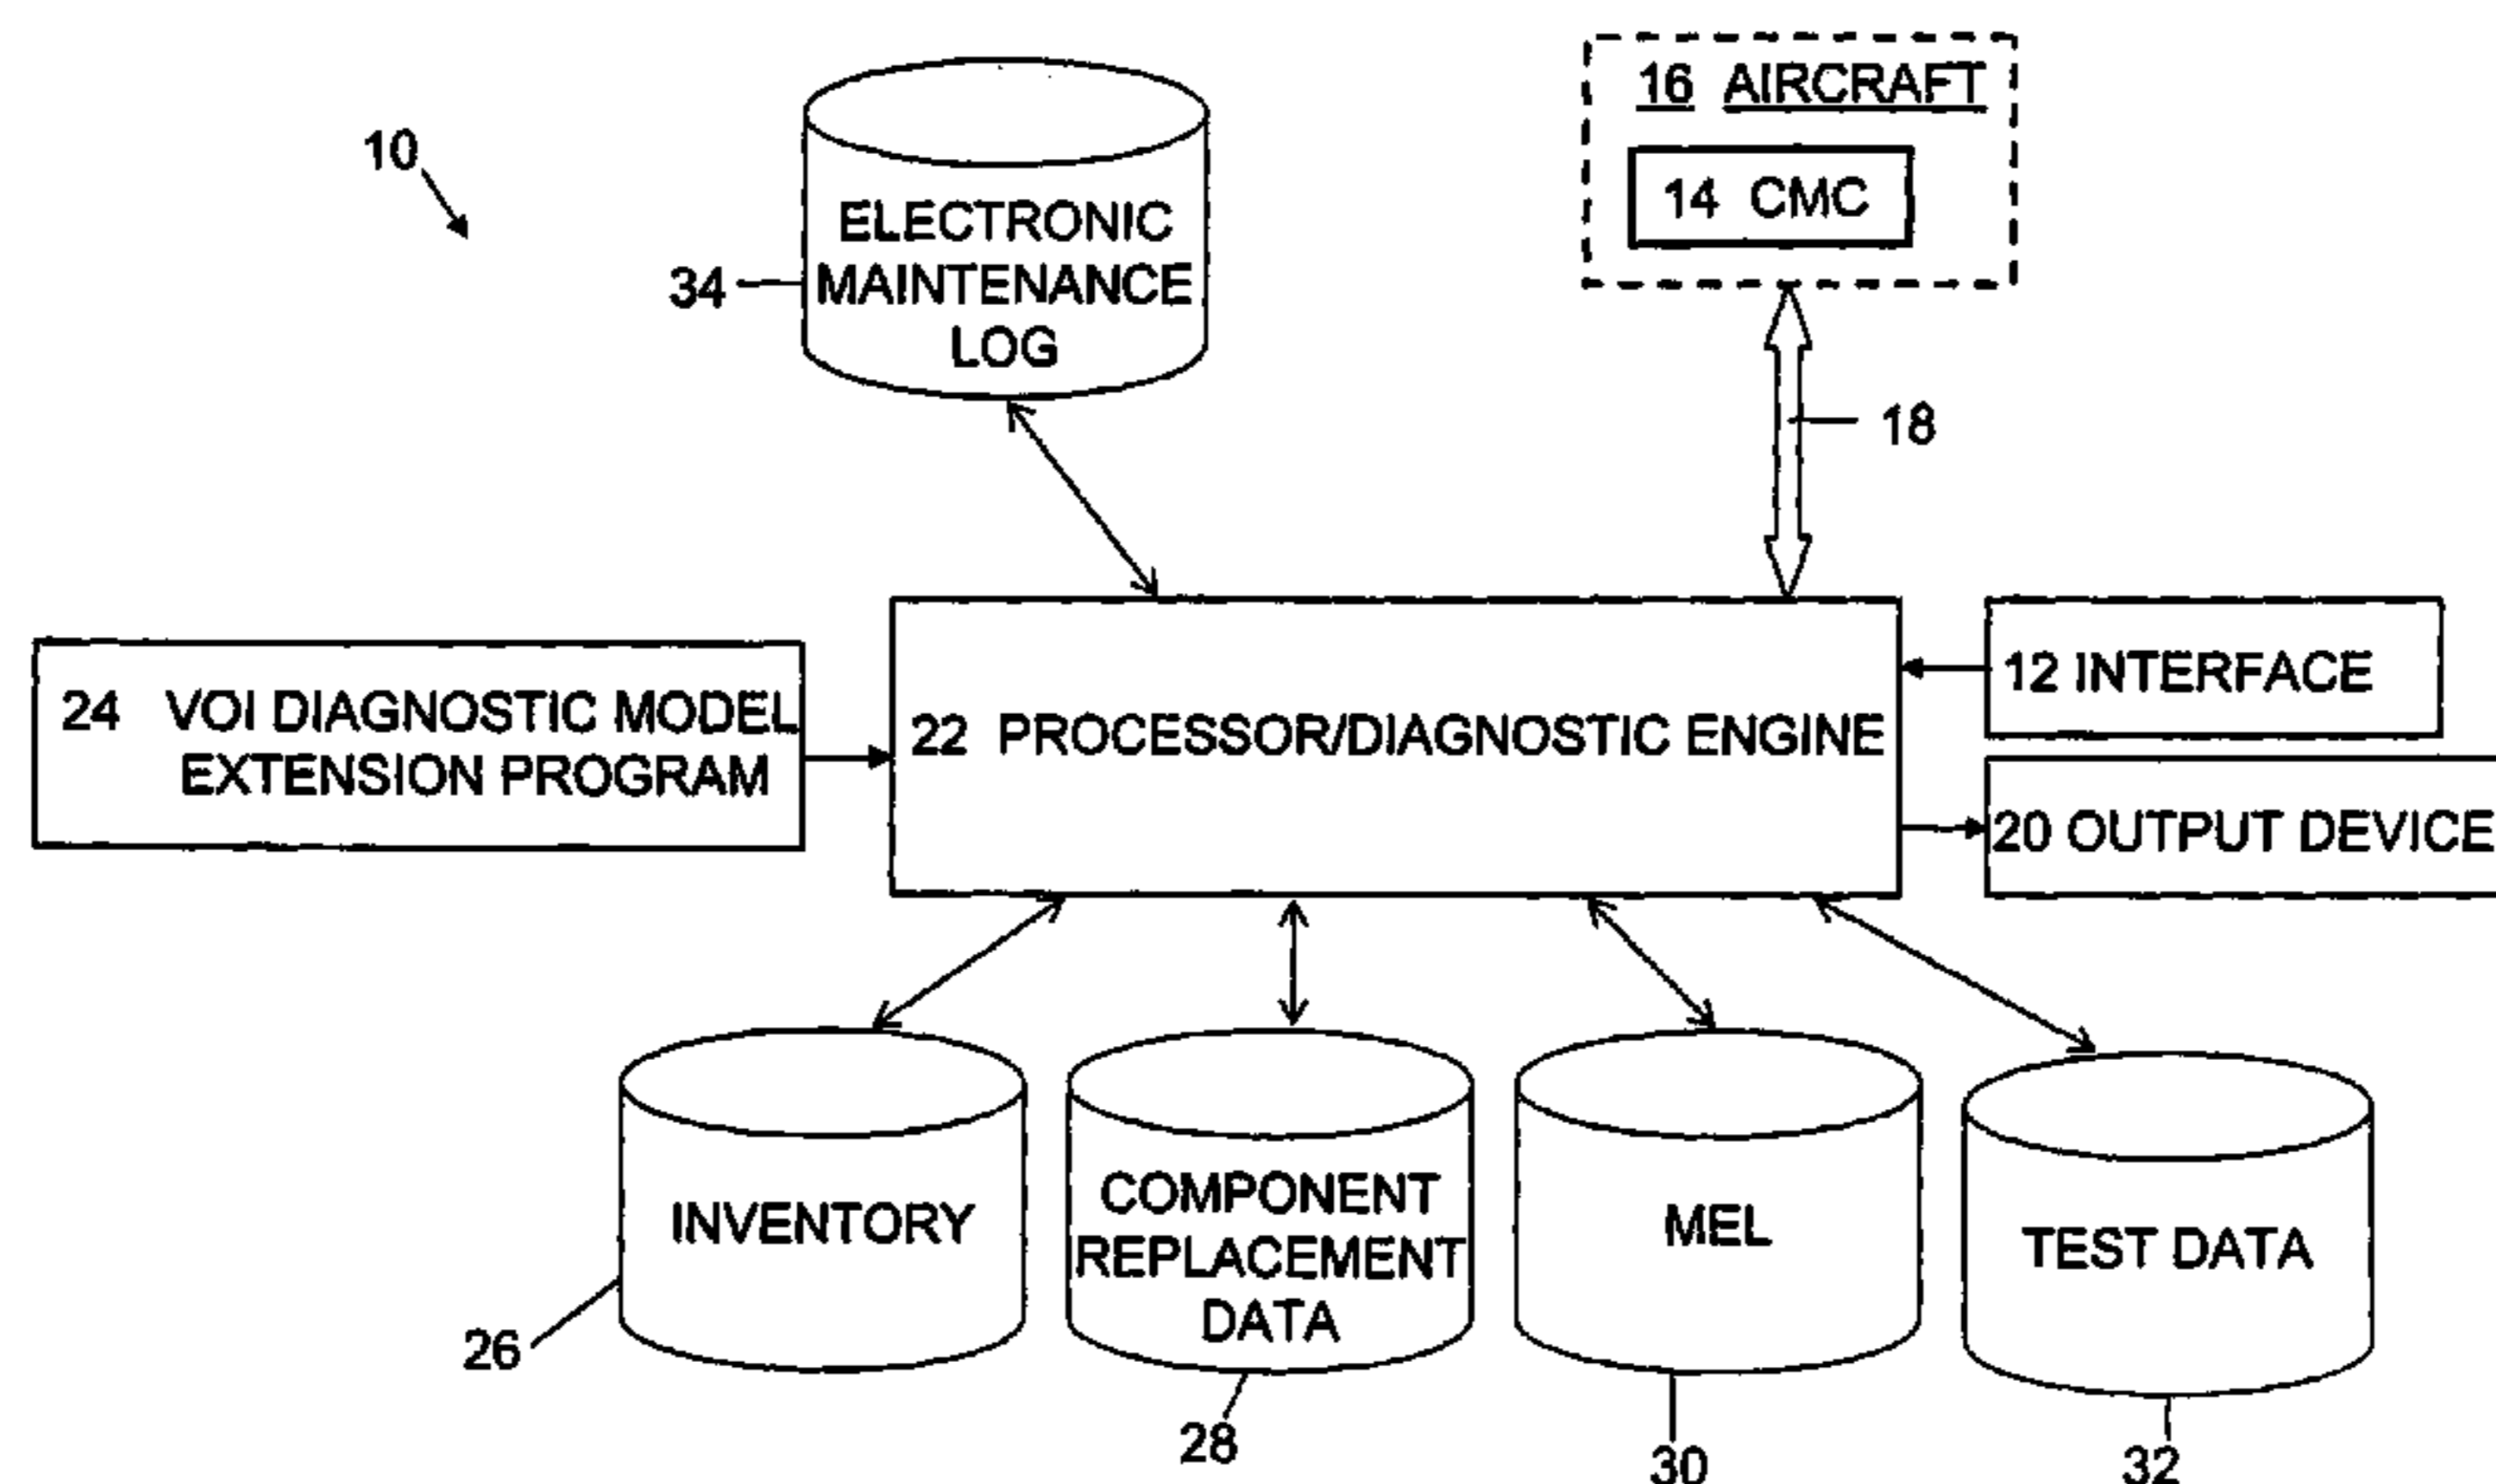 10
34
ELECTRONIC
MAINTENANCE
LOG
16 AIRCRAFT
14 CMC
18
24 VOI DIAGNOSTIC MODEL
EXTENSION PROGRAM
22 PROCESSOR/DIAGNOSTIC ENGINE
12 INTERFACE
20 OUTPUT DEVICE
INVENTORY
26
COMPONENT
REPLACEMENT
DATA
28
MEL
30
TEST DATA
32